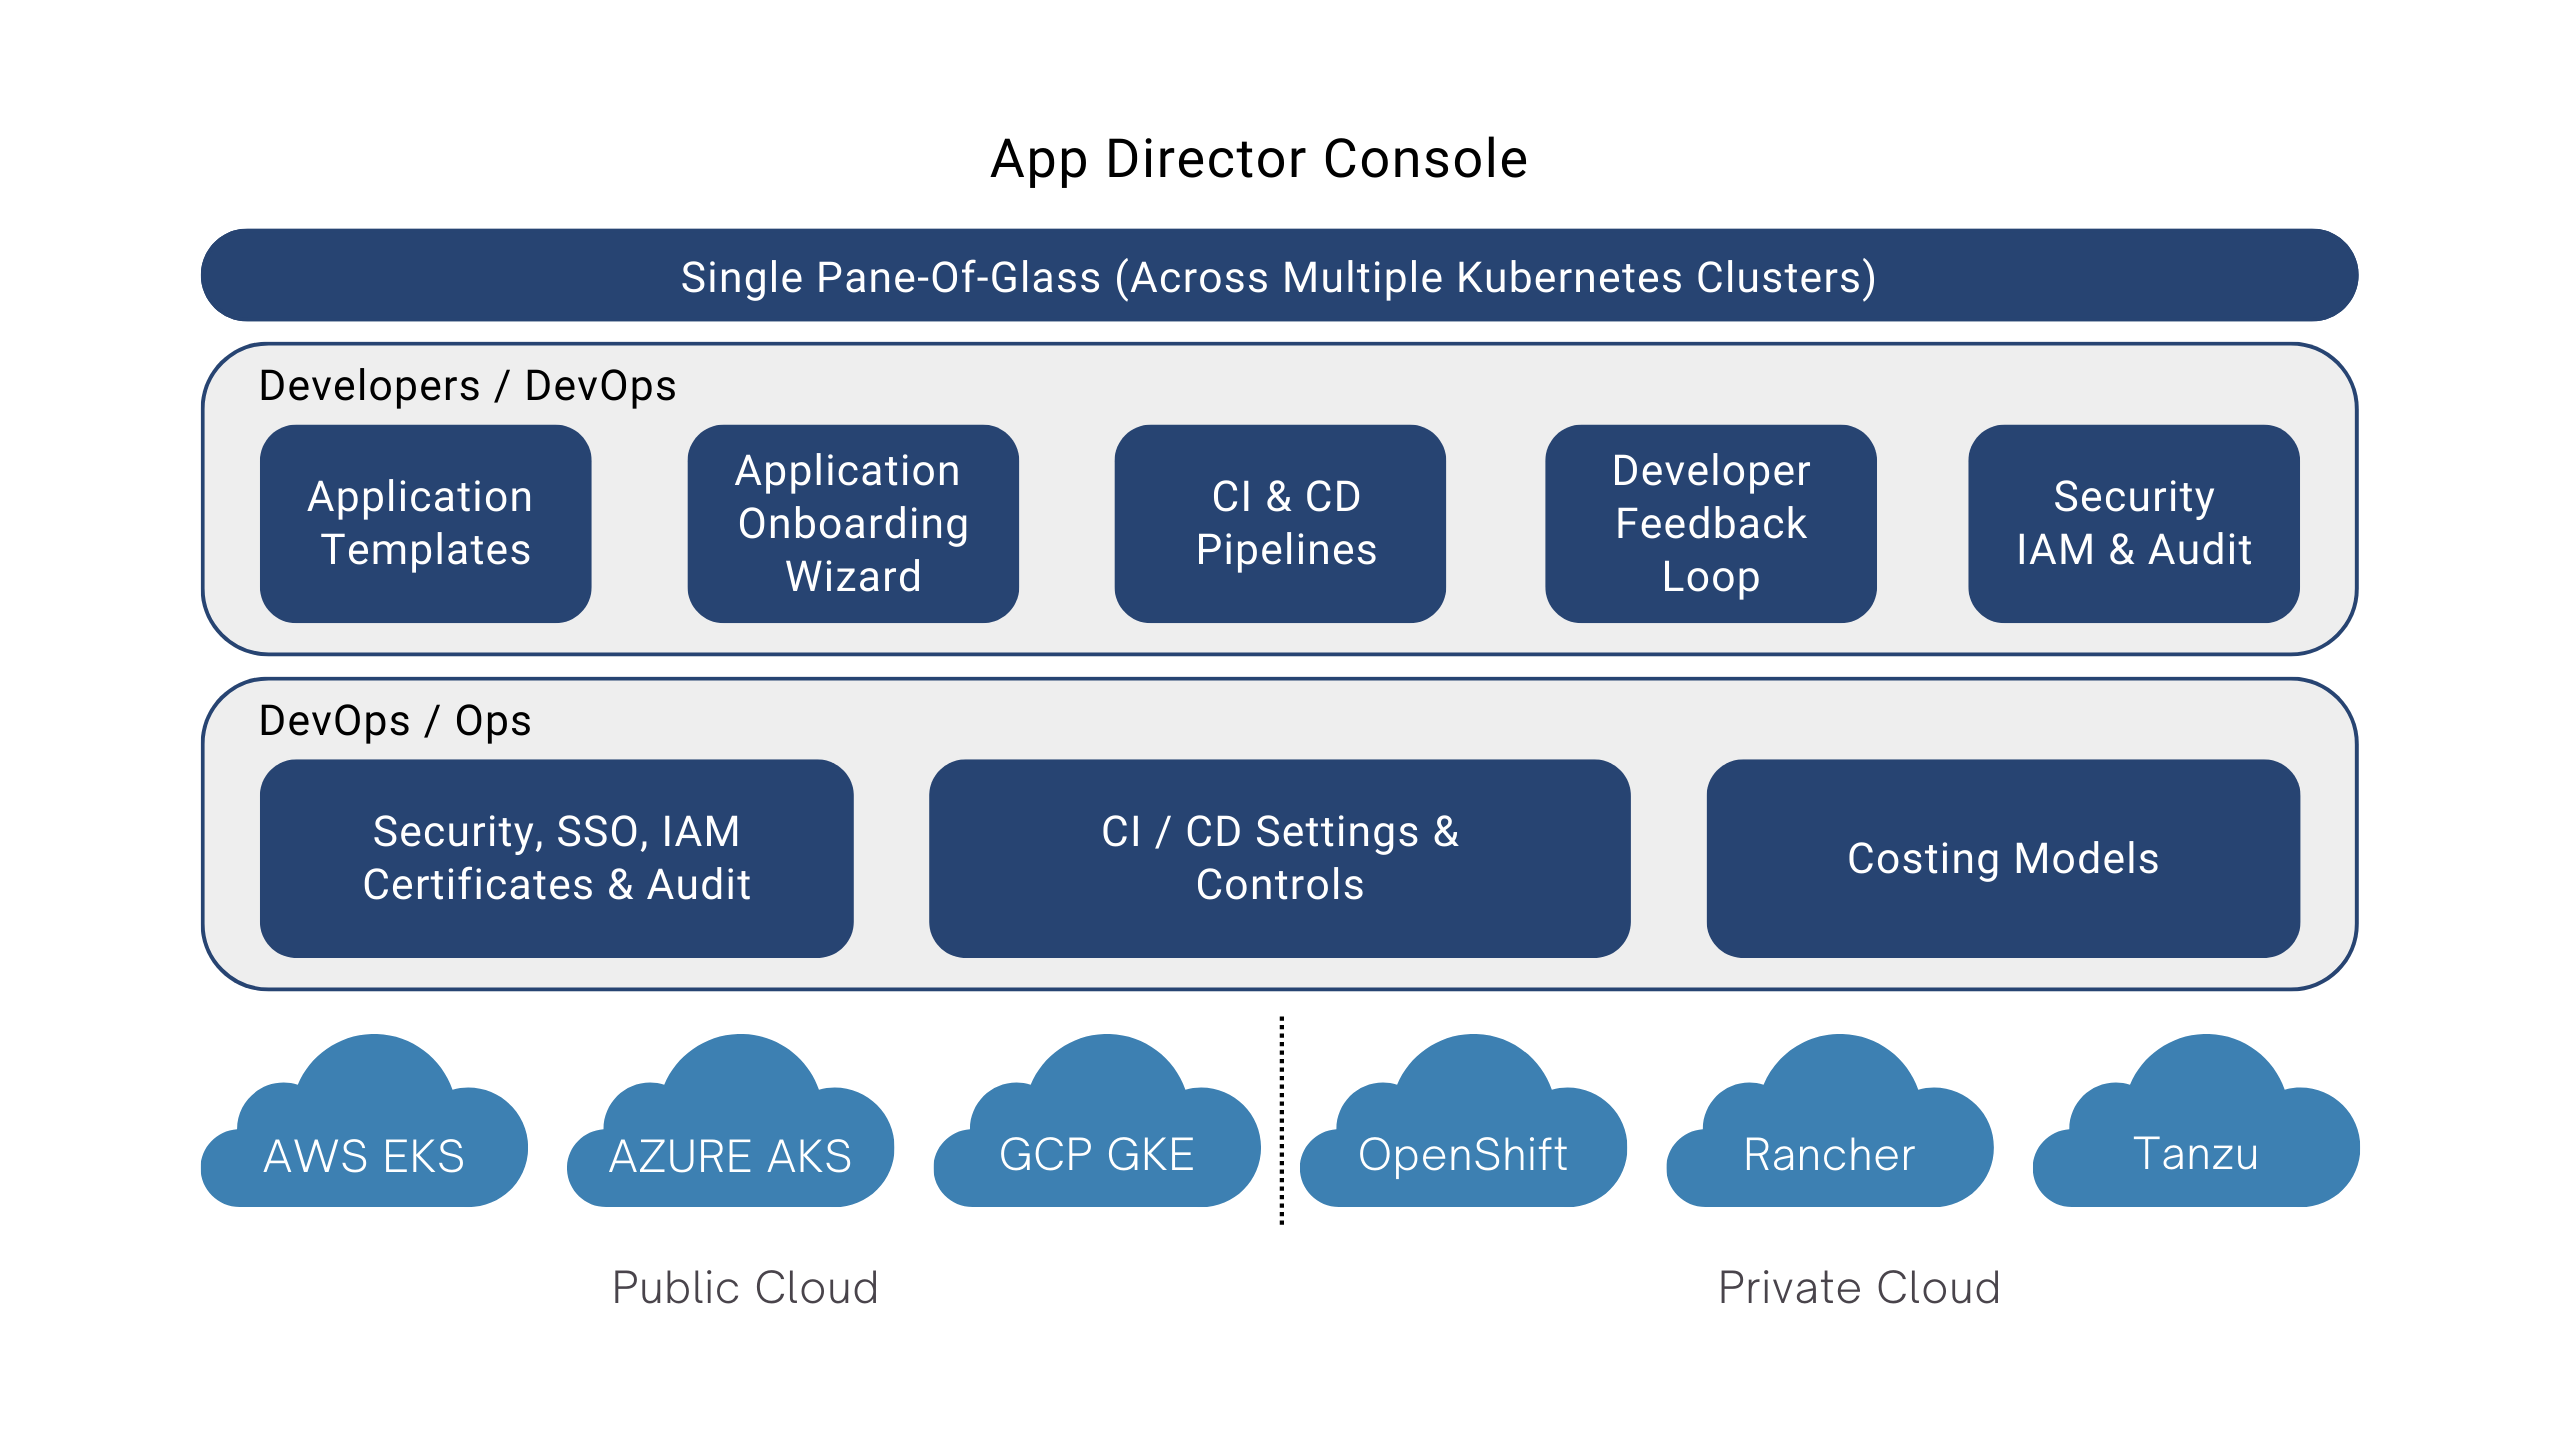 App Director Console
Single Pane-Of-Glass (Across Multiple Kubernetes Clusters)
Developers / DevOps
Application
Templates
Application
Onboarding
Wizard
CI & CD
Pipelines
Developer
Feedback
Loop
Security
IAM & Audit
DevOps / Ops
Security, SSO, IAM
Certificates & Audit
CI / CD Settings &
Controls
Costing Models
AWS EKS
AZURE AKS
GCP GKE
OpenShift
Rancher
Tanzu
Public Cloud
Private Cloud